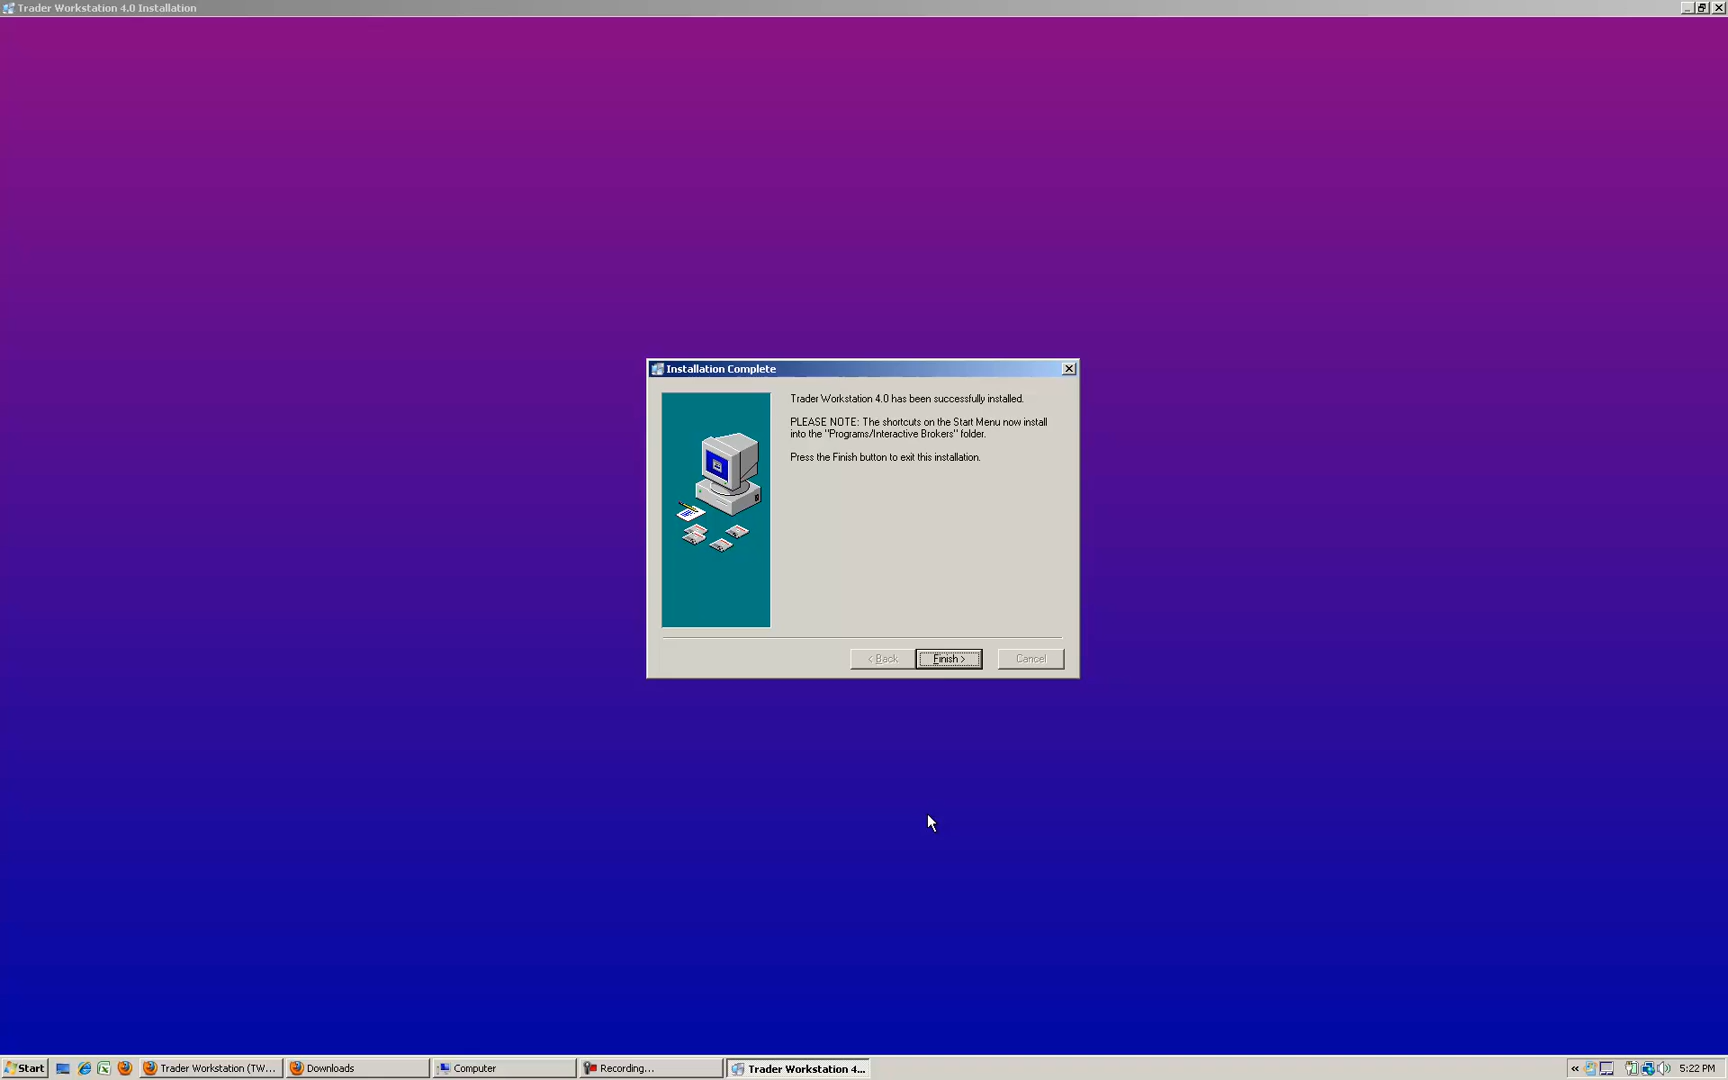 Trader Workstation 4.0 Installation
Installation Complete
Trader Workstation 4.0 has been successfully installed.
PLEASE NOTE: The shortcuts on the Start Menu now install
into the "Programs/Interactive Brokers" folder.
Press the Finish button to exit this installation.
< Back
Finish >
Cancel
Start
Trader Workstation (TW...
Downloads
Computer
Recording...
Trader Workstation 4...
«
5:22 PM